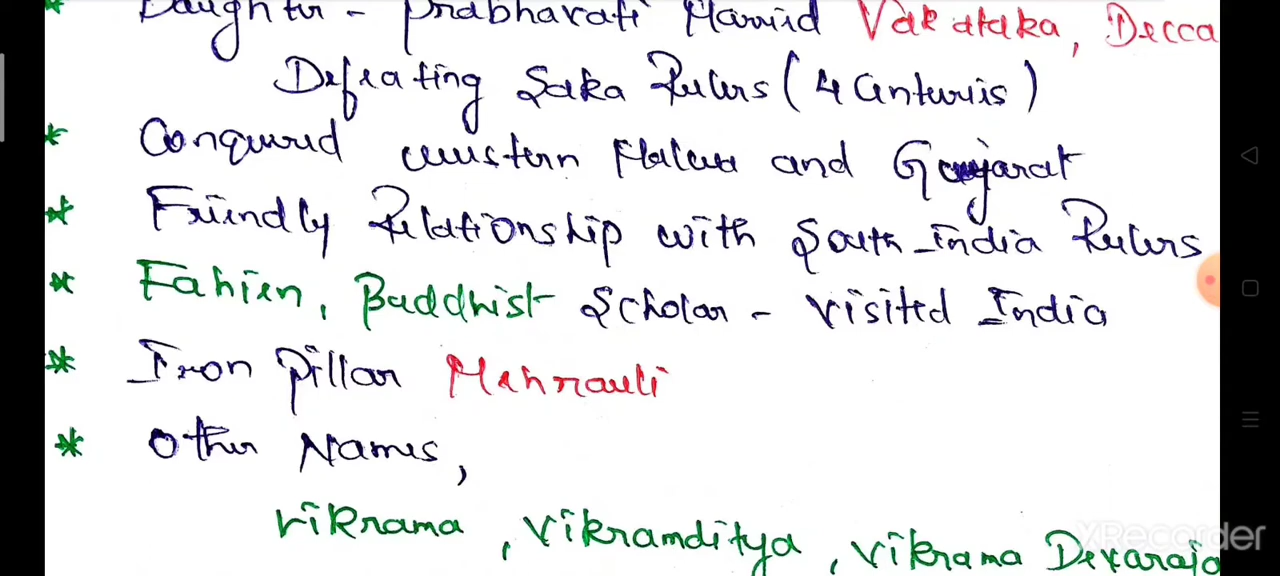 * Daughter - Prabhavati Married Vakataka, Decca
Defeating Saka Rulers (4 Centuries)
* Conquered western Malwa and Gujarat
* Friendly Relationship with South India Rulers
* Fahien, Buddhist Scholar - visited India
* Iron Pillar Mehrauli
* Other Names,
Vikrama, Vikramditya, Vikrama Devaraja
XRecorder